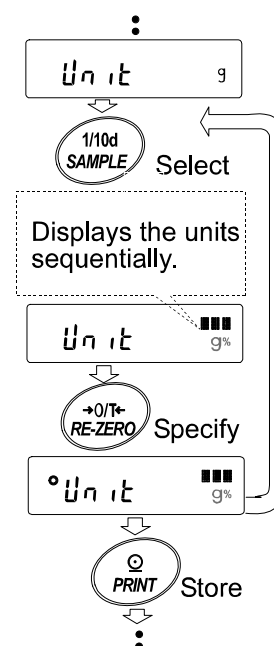 Unit g
1/10d
SAMPLE Select
Displays the units
sequentially.
Unit g%
→0/T←
RE-ZERO Specify
Unit g%
PRINT Store